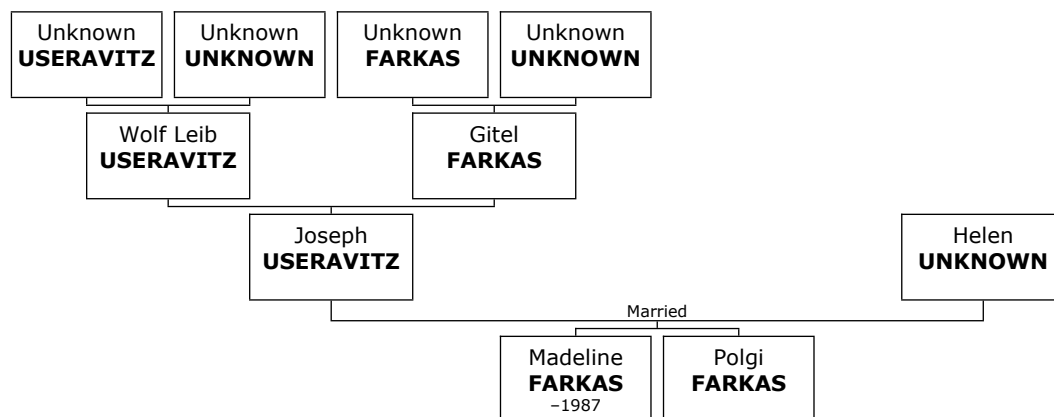 Unknown
USERAVITZ
Unknown
UNKNOWN
Unknown
FARKAS
Unknown
UNKNOWN
Wolf Leib
USERAVITZ
Gitel
FARKAS
Joseph
USERAVITZ
Helen
UNKNOWN
Married
Madeline
FARKAS
–1987
Polgi
FARKAS